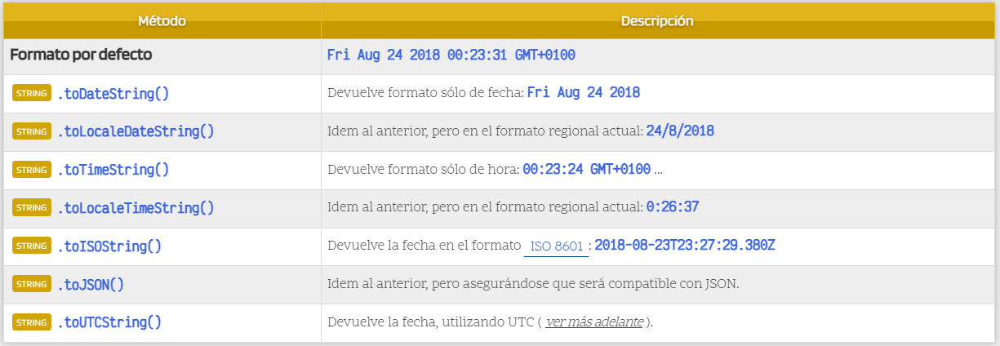 Método Descripción
Formato por defecto Fri Aug 24 2018 00:23:31 GMT+0100
STRING .toDateString() Devuelve formato sólo de fecha: Fri Aug 24 2018
STRING .toLocaleDateString() Idem al anterior, pero en el formato regional actual: 24/8/2018
STRING .toTimeString() Devuelve formato sólo de hora: 00:23:24 GMT+0100 ...
STRING .toLocaleTimeString() Idem al anterior, pero en el formato regional actual: 0:26:37
STRING .toISOString() Devuelve la fecha en el formato ISO 8601 : 2018-08-23T23:27:29.380Z
STRING .toJSON() Idem al anterior, pero asegurándose que será compatible con JSON.
STRING .toUTCString() Devuelve la fecha, utilizando UTC ( ver más adelante ).